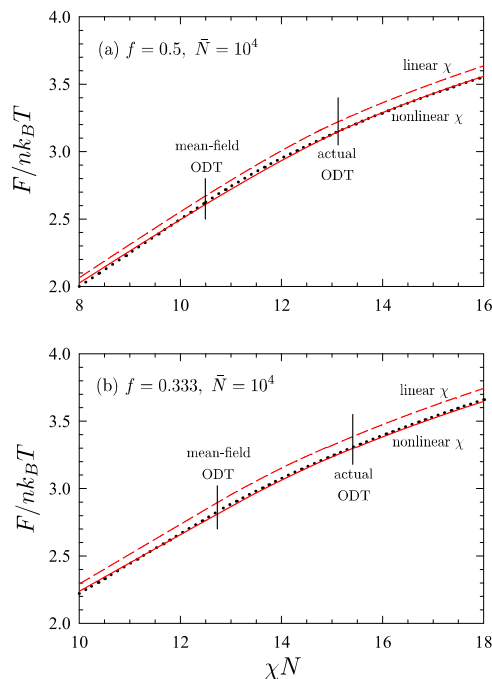 4.0
(a) f = 0.5, N̄ = 10⁴
linear χ
3.5
nonlinear χ
F/nk_BT
3.0
mean-field
ODT
actual
ODT
2.5
2.0
8 10 12 14 16
4.0
(b) f = 0.333, N̄ = 10⁴
linear χ
3.5
nonlinear χ
F/nk_BT
mean-field
ODT
3.0
actual
ODT
2.5
2.0
10 12 14 16 18
χN